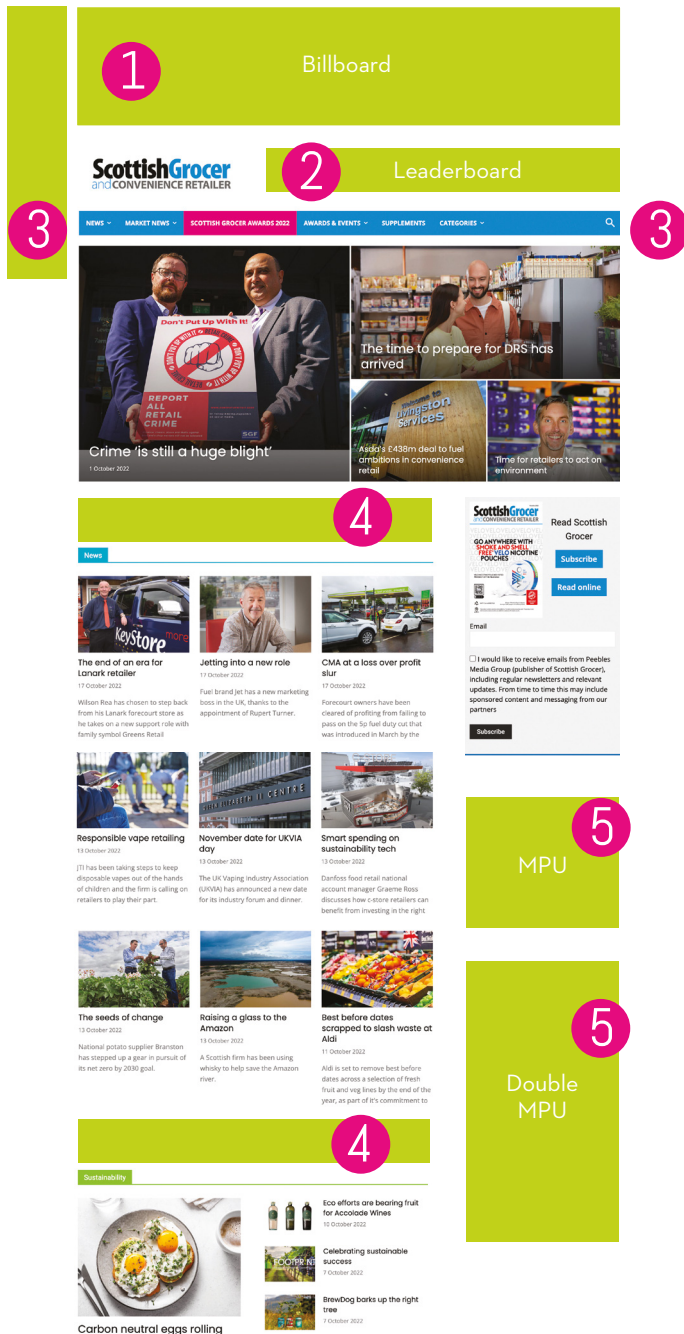 1
Billboard
ScottishGrocer
and CONVENIENCE RETAILER
2
Leaderboard
3
3
NEWS
MARKET NEWS
SCOTTISH GROCER AWARDS 2022
AWARDS & EVENTS
SUPPLEMENTS
CATEGORIES
Don't Put Up With It!
REPORT
ALL
RETAIL
CRIME
SGF
Crime 'is still a huge blight'
1 October 2022
The time to prepare for DRS has
arrived
Welcome to
Livingston
Services
Asda's £438m deal to fuel
ambitions in convenience
retail
Time for retailers to act on
environment
4
News
KeyStore more
The end of an era for
Lanark retailer
17 October 2022
Wilson Rea has chosen to step back
from his Lanark forecourt store as
he takes on a new support role with
family symbol Greens Retail
Jetting into a new role
17 October 2022
Fuel brand Jet has a new marketing
boss in the UK, thanks to the
appointment of Rupert Turner.
CMA at a loss over profit
slur
17 October 2022
Forecourt owners have been
cleared of profiting from failing to
pass on the 5p fuel duty cut that
was introduced in March by the
Responsible vape retailing
13 October 2022
JTI has been taking steps to keep
disposable vapes out of the hands
of children and the firm is calling on
retailers to play their part.
November date for UKVIA
day
13 October 2022
The UK Vaping Industry Association
(UKVIA) has announced a new date
for its industry forum and dinner.
Smart spending on
sustainability tech
13 October 2022
Danfoss food retail national
account manager Graeme Ross
discusses how c-store retailers can
benefit from investing in the right
The seeds of change
13 October 2022
National potato supplier Branston
has stepped up a gear in pursuit of
its net zero by 2030 goal.
Raising a glass to the
Amazon
13 October 2022
A Scottish firm has been using
whisky to help save the Amazon
river.
Best before dates
scrapped to slash waste at
Aldi
11 October 2022
Aldi is set to remove best before
dates across a selection of fresh
fruit and veg lines by the end of the
year, as part of it's commitment to
ScottishGrocer
and CONVENIENCE RETAILER
GO ANYWHERE WITH
SMOKE AND SMELL
FREE VELO NICOTINE
POUCHES
Read Scottish
Grocer
Subscribe
Read online
Email
I would like to receive emails from Peebles
Media Group (publisher of Scottish Grocer),
including regular newsletters and relevant
updates. From time to time this may include
sponsored content and messaging from our
partners
Subscribe
5
MPU
5
Double
MPU
4
Sustainability
Carbon neutral eggs rolling
Eco efforts are bearing fruit
for Accolade Wines
10 October 2022
FOOTPRINT
Celebrating sustainable
success
7 October 2022
BrewDog barks up the right
tree
7 October 2022